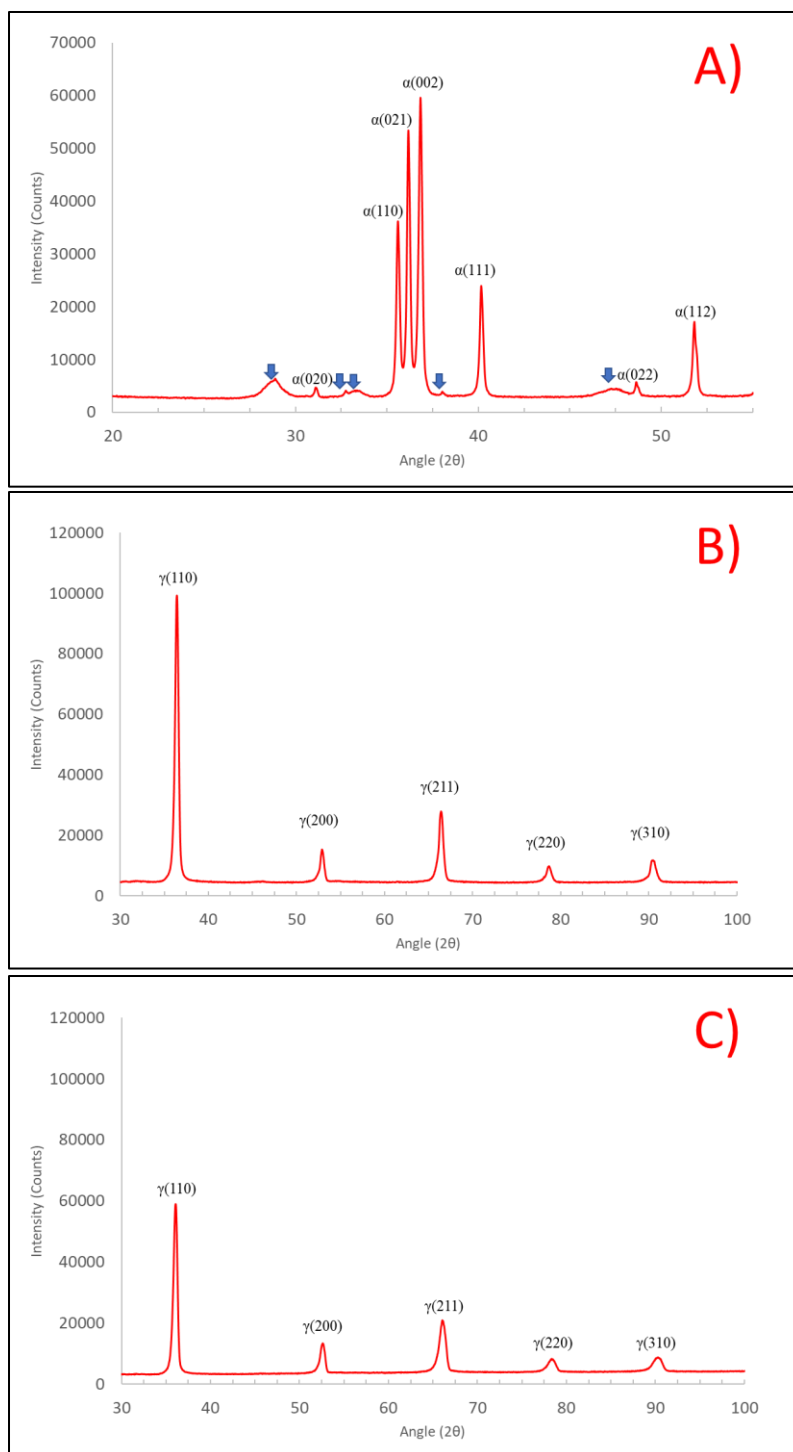 A)
70000
60000
50000
40000
30000
20000
10000
0
Intensity (Counts)
α(002)
α(021)
α(110)
α(111)
α(112)
α(020)
α(022)
20 30 40 50
Angle (2θ)
B)
120000
100000
80000
60000
40000
20000
0
Intensity (Counts)
γ(110)
γ(200)
γ(211)
γ(220)
γ(310)
30 40 50 60 70 80 90 100
Angle (2θ)
C)
120000
100000
80000
60000
40000
20000
0
Intensity (Counts)
γ(110)
γ(200)
γ(211)
γ(220)
γ(310)
30 40 50 60 70 80 90 100
Angle (2θ)